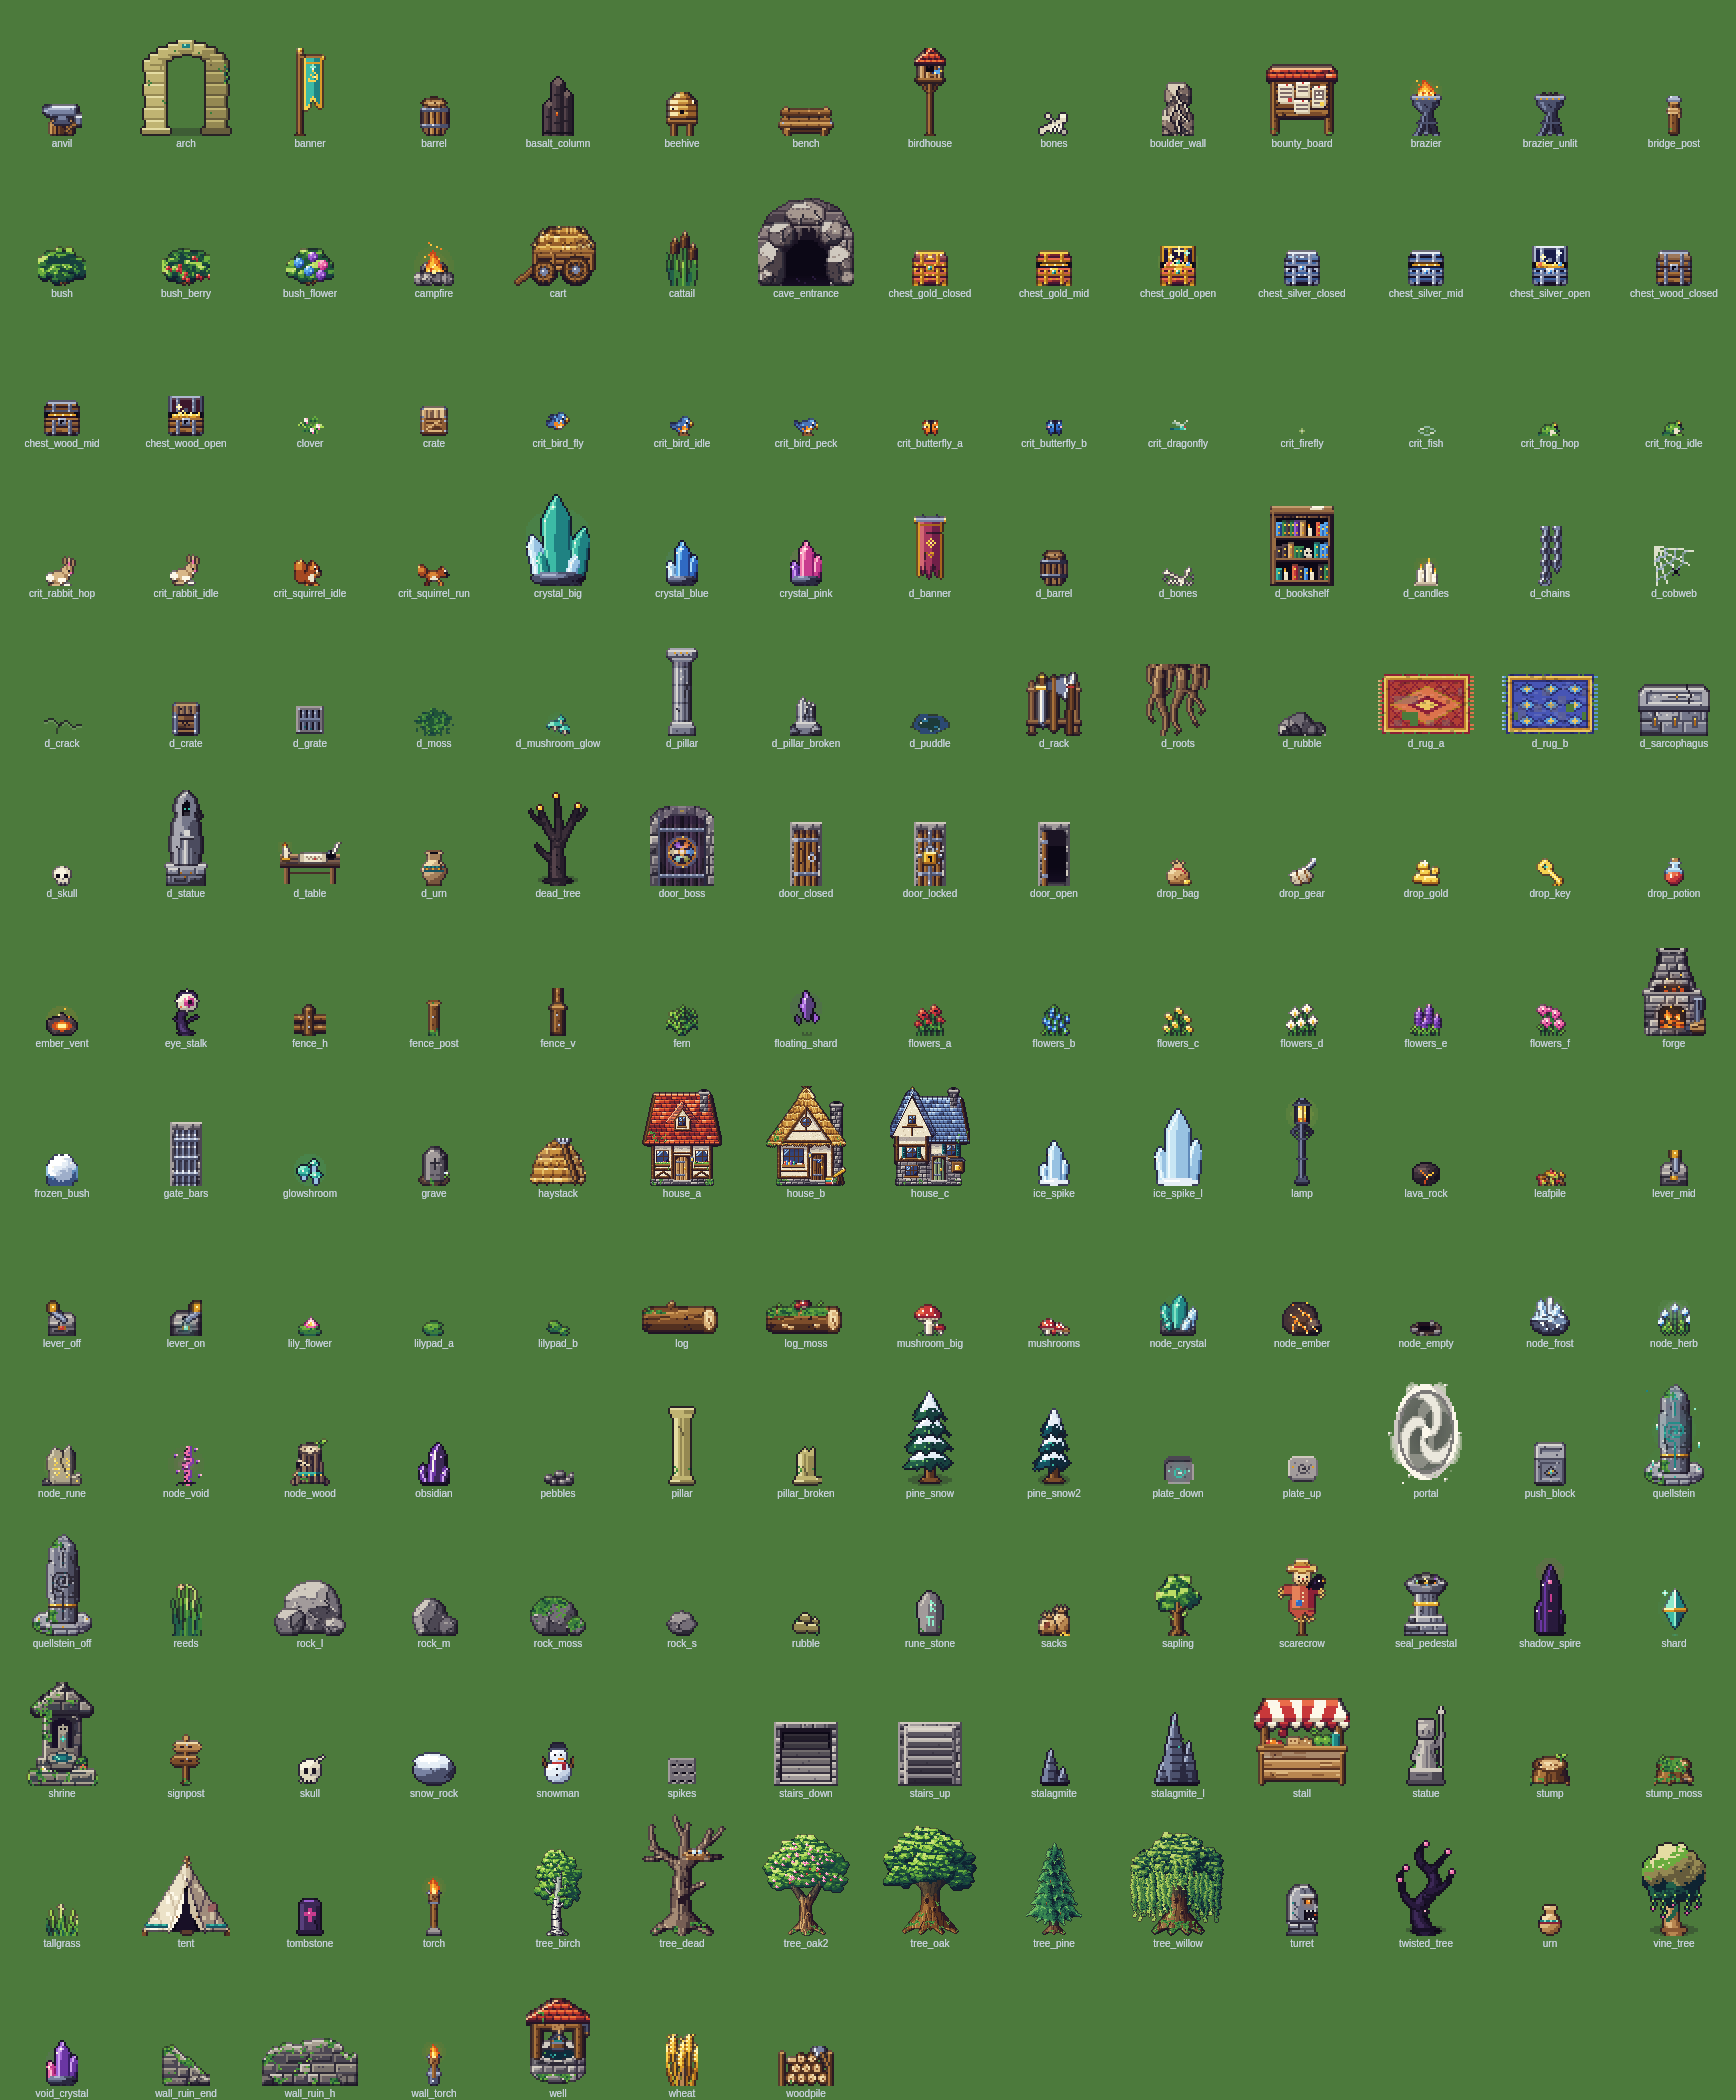 anvil arch banner barrel basalt_column beehive bench birdhouse bones boulder_wall bounty_board brazier brazier_unlit bridge_post
bush bush_berry bush_flower campfire cart cattail cave_entrance chest_gold_closed chest_gold_mid chest_gold_open chest_silver_closed chest_silver_mid chest_silver_open chest_wood_closed
chest_wood_mid chest_wood_open clover crate crit_bird_fly crit_bird_idle crit_bird_peck crit_butterfly_a crit_butterfly_b crit_dragonfly crit_firefly crit_fish crit_frog_hop crit_frog_idle
crit_rabbit_hop crit_rabbit_idle crit_squirrel_idle crit_squirrel_run crystal_big crystal_blue crystal_pink d_banner d_barrel d_bones d_bookshelf d_candles d_chains d_cobweb
d_crack d_crate d_grate d_moss d_mushroom_glow d_pillar d_pillar_broken d_puddle d_rack d_roots d_rubble d_rug_a d_rug_b d_sarcophagus
d_skull d_statue d_table d_urn dead_tree door_boss door_closed door_locked door_open drop_bag drop_gear drop_gold drop_key drop_potion
ember_vent eye_stalk fence_h fence_post fence_v fern floating_shard flowers_a flowers_b flowers_c flowers_d flowers_e flowers_f forge
frozen_bush gate_bars glowshroom grave haystack house_a house_b house_c ice_spike ice_spike_l lamp lava_rock leafpile lever_mid
lever_off lever_on lily_flower lilypad_a lilypad_b log log_moss mushroom_big mushrooms node_crystal node_ember node_empty node_frost node_herb
node_rune node_void node_wood obsidian pebbles pillar pillar_broken pine_snow pine_snow2 plate_down plate_up portal push_block quellstein
quellstein_off reeds rock_l rock_m rock_moss rock_s rubble rune_stone sacks sapling scarecrow seal_pedestal shadow_spire shard
shrine signpost skull snow_rock snowman spikes stairs_down stairs_up stalagmite stalagmite_l stall statue stump stump_moss
tallgrass tent tombstone torch tree_birch tree_dead tree_oak2 tree_oak tree_pine tree_willow turret twisted_tree urn vine_tree
void_crystal wall_ruin_end wall_ruin_h wall_torch well wheat woodpile